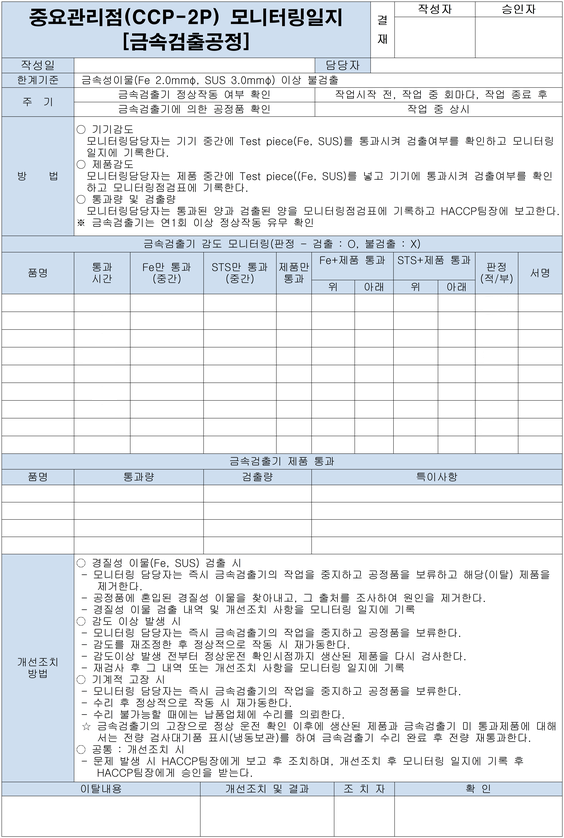 중요관리점(CCP-2P) 모니터링일지
[금속검출공정]
결
재
작성자
승인자
작성일
담당자
한계기준
금속성이물(Fe 2.0mmϕ, SUS 3.0mmϕ) 이상 불검출
주 기
금속검출기 정상작동 여부 확인
작업시작 전, 작업 중 회마다, 작업 종료 후
금속검출기에 의한 공정품 확인
작업 중 상시
방 법
○ 기기감도
모니터링담당자는 기기 중간에 Test piece(Fe, SUS)를 통과시켜 검출여부를 확인하고 모니터링
일지에 기록한다.
○ 제품감도
모니터링담당자는 제품 중간에 Test piece((Fe, SUS)를 넣고 기기에 통과시켜 검출여부를 확인
하고 모니터링점검표에 기록한다.
○ 통과량 및 검출량
모니터링담당자는 통과된 양과 검출된 양을 모니터링점검표에 기록하고 HACCP팀장에 보고한다.
※ 금속검출기는 연1회 이상 정상작동 유무 확인
금속검출기 감도 모니터링(판정 - 검출 : O, 불검출 : X)
품명
통과
시간
Fe만 통과
(중간)
STS만 통과
(중간)
제품만
통과
Fe+제품 통과
위
아래
STS+제품 통과
위
아래
판정
(적/부)
서명
금속검출기 제품 통과
품명
통과량
검출량
특이사항
개선조치
방법
○ 경질성 이물(Fe, SUS) 검출 시
- 모니터링 담당자는 즉시 금속검출기의 작업을 중지하고 공정품을 보류하고 해당(이탈) 제품을
제거한다.
- 공정품에 혼입된 경질성 이물을 찾아내고, 그 출처를 조사하여 원인을 제거한다.
- 경질성 이물 검출 내역 및 개선조치 사항을 모니터링 일지에 기록
○ 감도 이상 발생 시
- 모니터링 담당자는 즉시 금속검출기의 작업을 중지하고 공정품을 보류한다.
- 감도를 재조정한 후 정상적으로 작동 시 재가동한다.
- 감도이상 발생 전부터 정상운전 확인시점까지 생산된 제품을 다시 검사한다.
- 재검사 후 그 내역 또는 개선조치 사항을 모니터링 일지에 기록
○ 기계적 고장 시
- 모니터링 담당자는 즉시 금속검출기의 작업을 중지하고 공정품을 보류한다.
- 수리 후 정상적으로 작동 시 재가동한다.
- 수리 불가능할 때에는 납품업체에 수리를 의뢰한다.
☆ 금속검출기의 고장으로 정상 운전 확인 이후에 생산된 제품과 금속검출기 미 통과제품에 대해
서는 전량 검사대기품 표시(냉동보관)를 하여 금속검출기 수리 완료 후 전량 재통과한다.
○ 공통 : 개선조치 시
- 문제 발생 시 HACCP팀장에게 보고 후 조치하며, 개선조치 후 모니터링 일지에 기록 후
HACCP팀장에게 승인을 받는다.
이탈내용
개선조치 및 결과
조 치 자
확 인